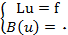 Lu = f
B(u) = .